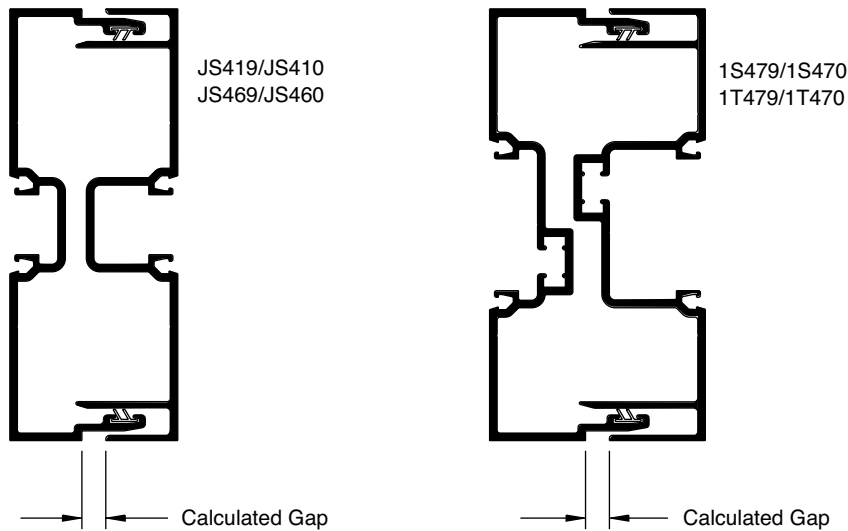 JS419/JS410
JS469/JS460
1S479/1S470
1T479/1T470
Calculated Gap
Calculated Gap